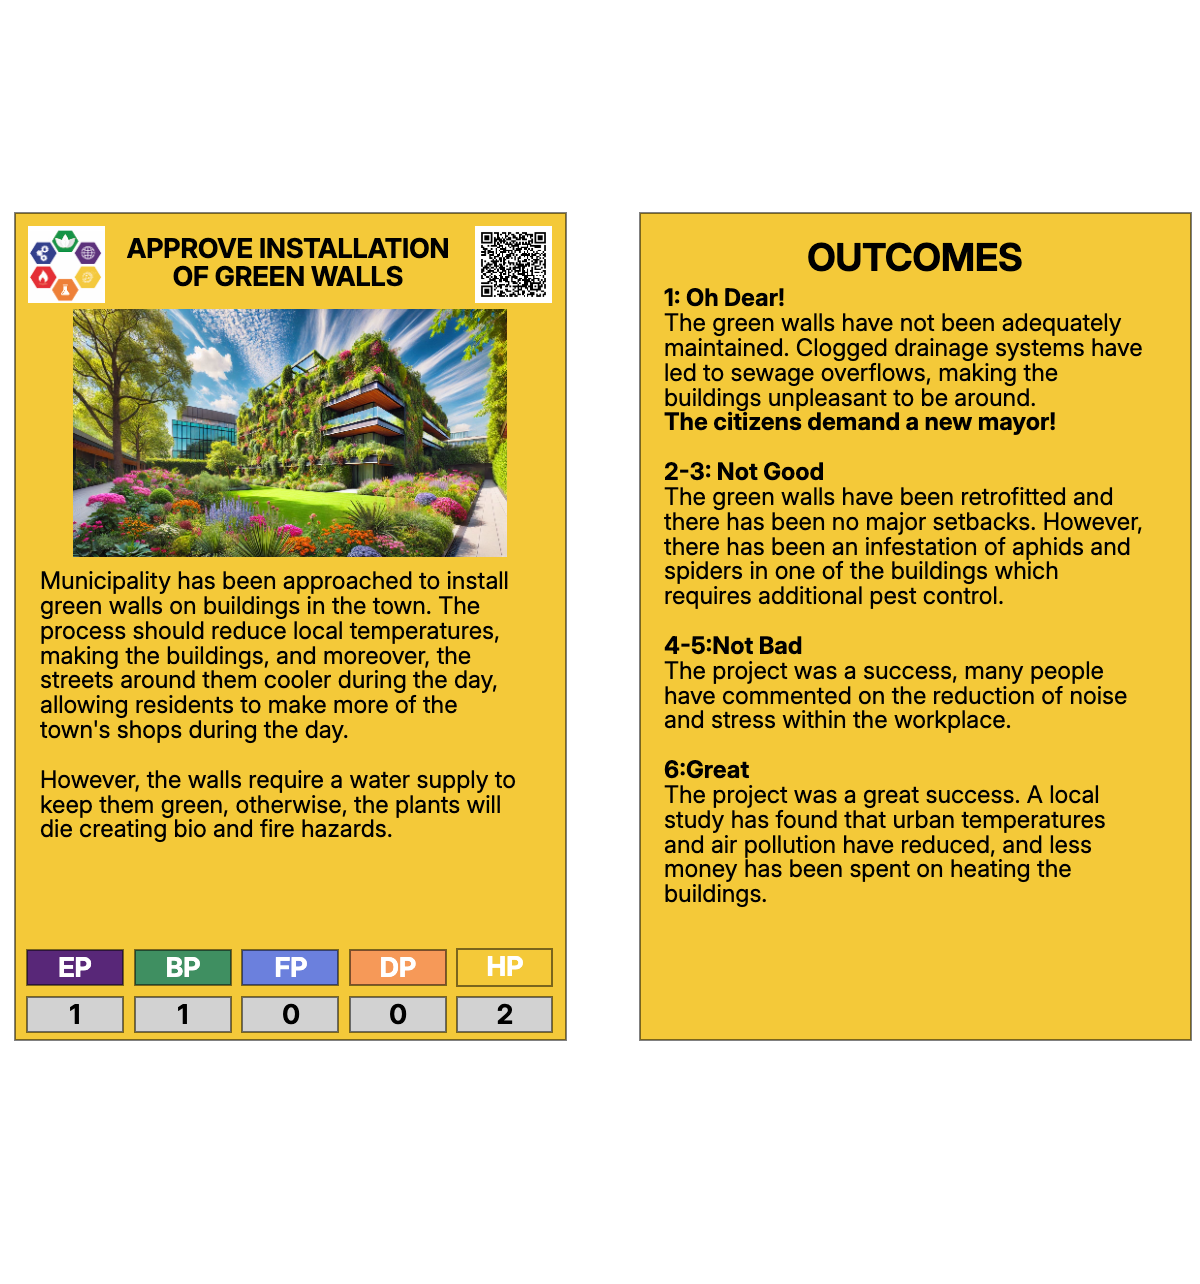 APPROVE INSTALLATION
OF GREEN WALLS
Municipality has been approached to install
green walls on buildings in the town. The
process should reduce local temperatures,
making the buildings, and moreover, the
streets around them cooler during the day,
allowing residents to make more of the
town's shops during the day.
However, the walls require a water supply to
keep them green, otherwise, the plants will
die creating bio and fire hazards.
EP BP FP DP HP
1 1 0 0 2
OUTCOMES
1: Oh Dear!
The green walls have not been adequately
maintained. Clogged drainage systems have
led to sewage overflows, making the
buildings unpleasant to be around.
The citizens demand a new mayor!
2-3: Not Good
The green walls have been retrofitted and
there has been no major setbacks. However,
there has been an infestation of aphids and
spiders in one of the buildings which
requires additional pest control.
4-5:Not Bad
The project was a success, many people
have commented on the reduction of noise
and stress within the workplace.
6:Great
The project was a great success. A local
study has found that urban temperatures
and air pollution have reduced, and less
money has been spent on heating the
buildings.